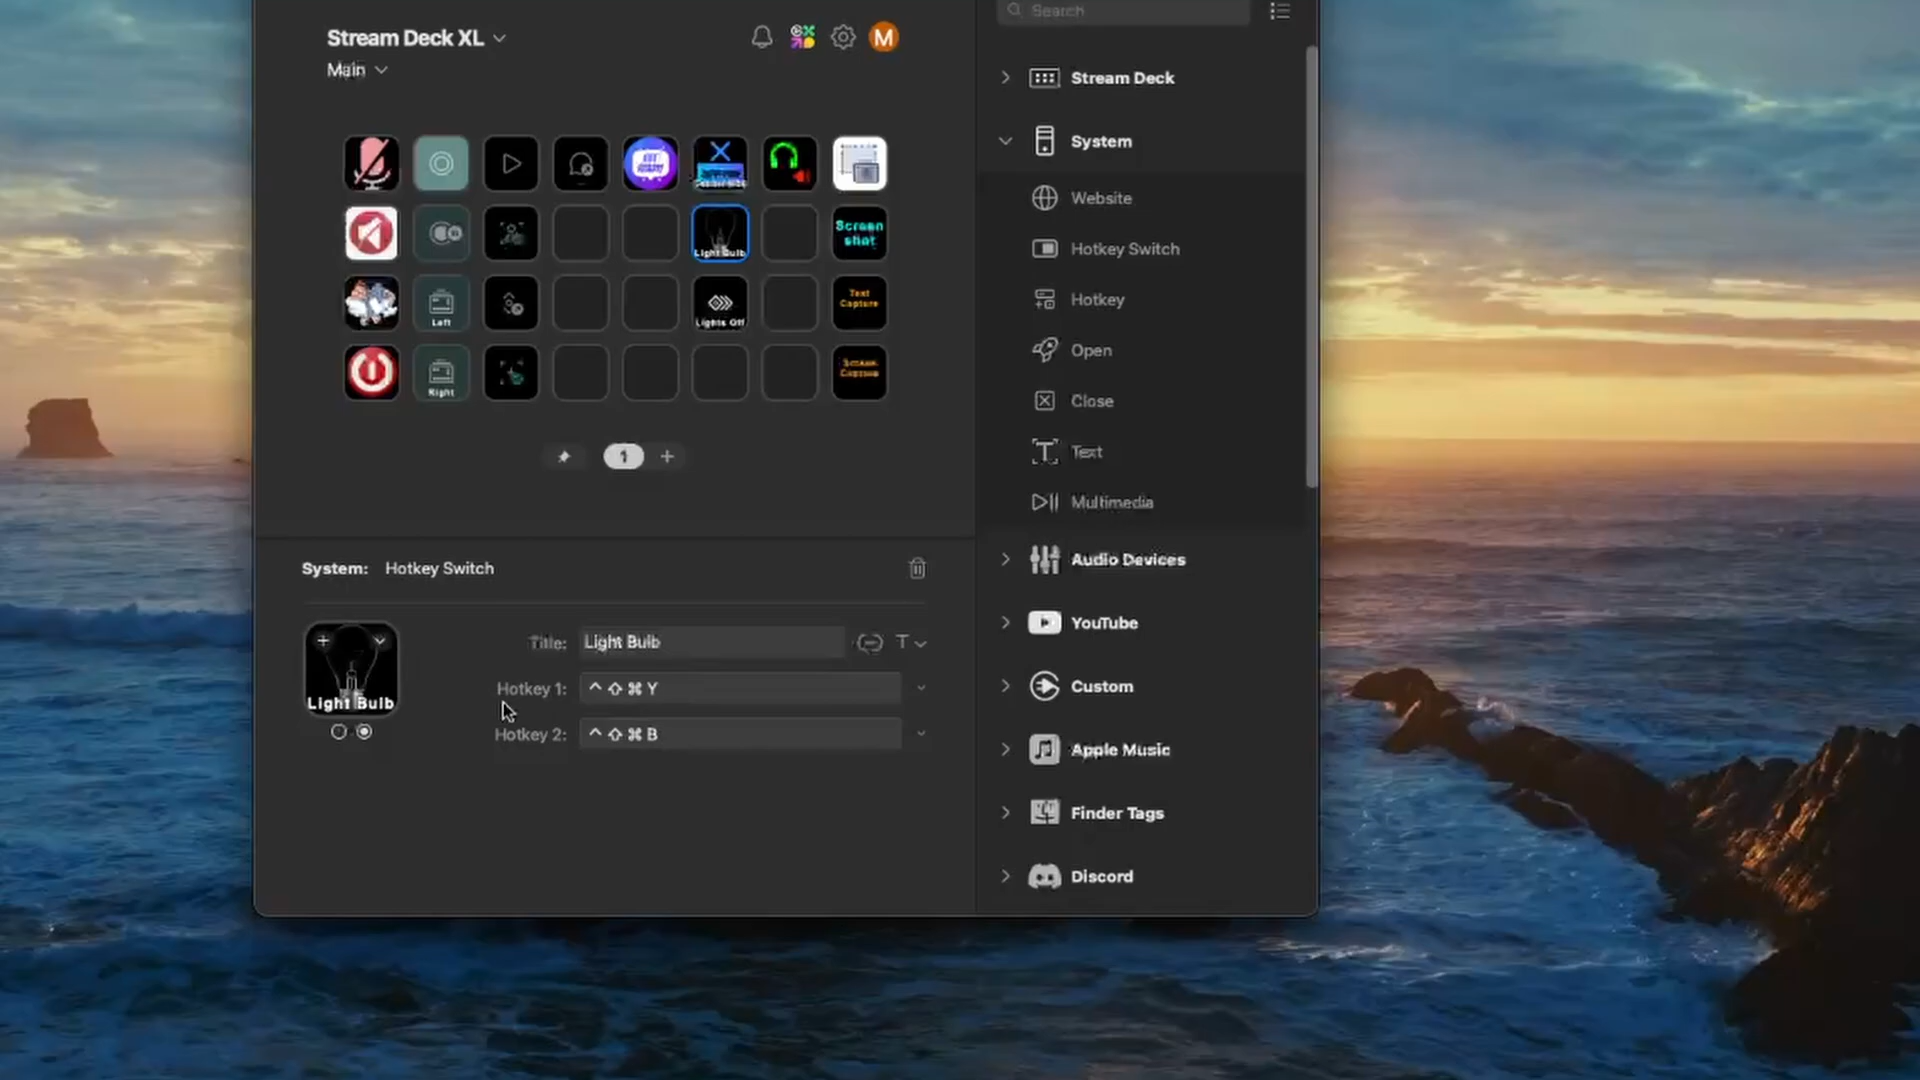 Search
Stream Deck XL
M
Main
Stream Deck
System
Website
Screen
shot
Light Bulb
Hotkey Switch
Hotkey
Text
Capture
Left
Lights Off
Open
Screen
Capture
Right
Close
Text
1
Multimedia
System: Hotkey Switch
Audio Devices
YouTube
Title: Light Bulb
T
Hotkey 1: ^ ⇧ ⌘ Y
Light Bulb
Custom
Hotkey 2: ^ ⇧ ⌘ B
Apple Music
Finder Tags
Discord